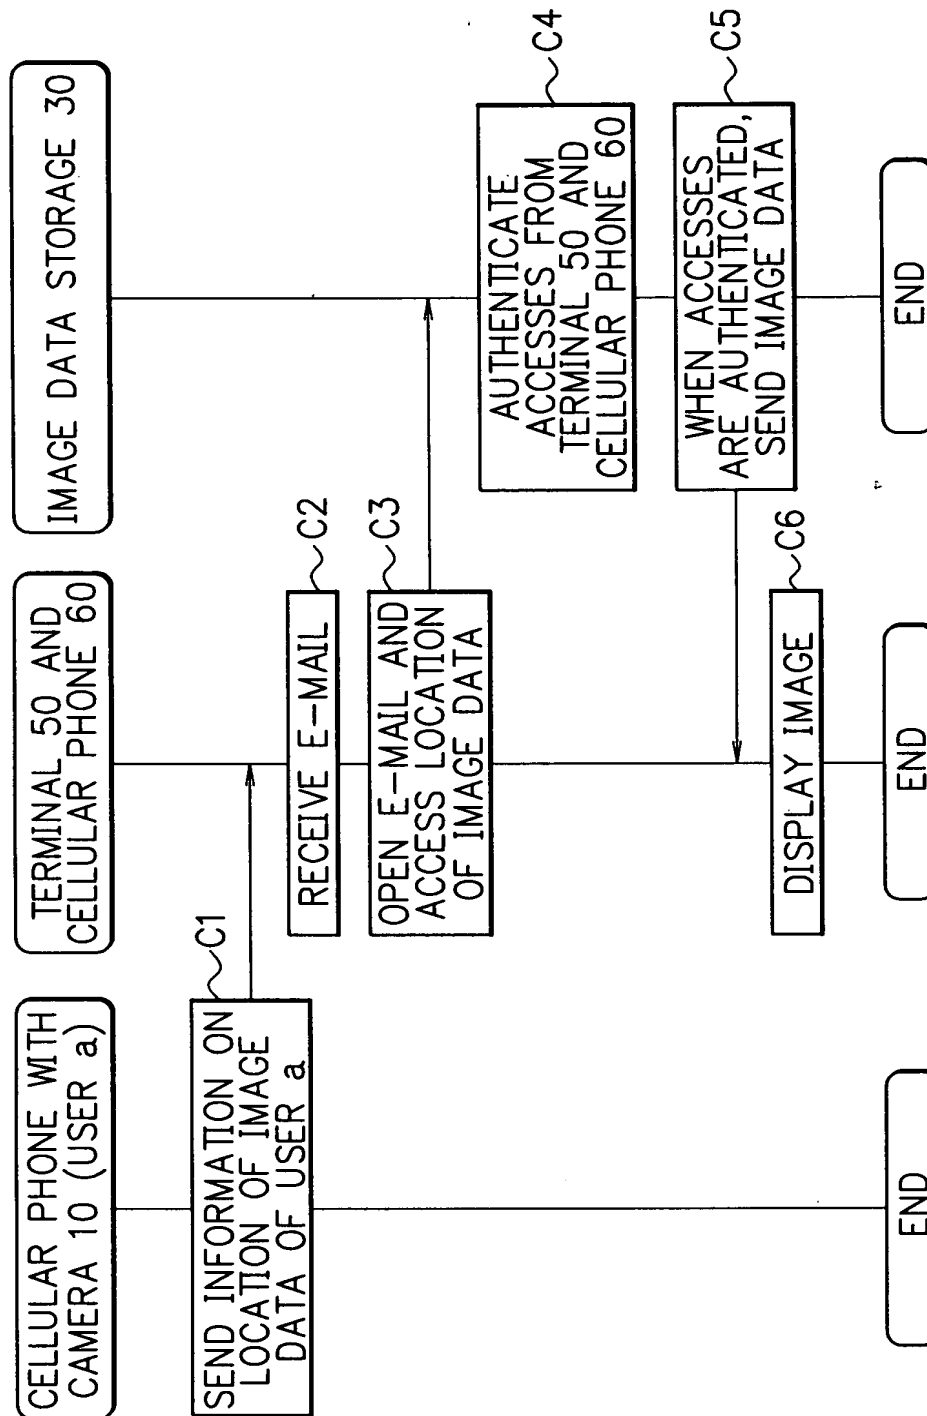 CELLULAR PHONE WITH
CAMERA 10 (USER a)
TERMINAL 50 AND
CELLULAR PHONE 60
IMAGE DATA STORAGE 30
SEND INFORMATION ON
LOCATION OF IMAGE
DATA OF USER a
C1
RECEIVE E-MAIL
C2
OPEN E-MAIL AND
ACCESS LOCATION
OF IMAGE DATA
C3
AUTHENTICATE
ACCESSES FROM
TERMINAL 50 AND
CELLULAR PHONE 60
C4
WHEN ACCESSES
ARE AUTHENTICATED,
SEND IMAGE DATA
C5
DISPLAY IMAGE
C6
END
END
END